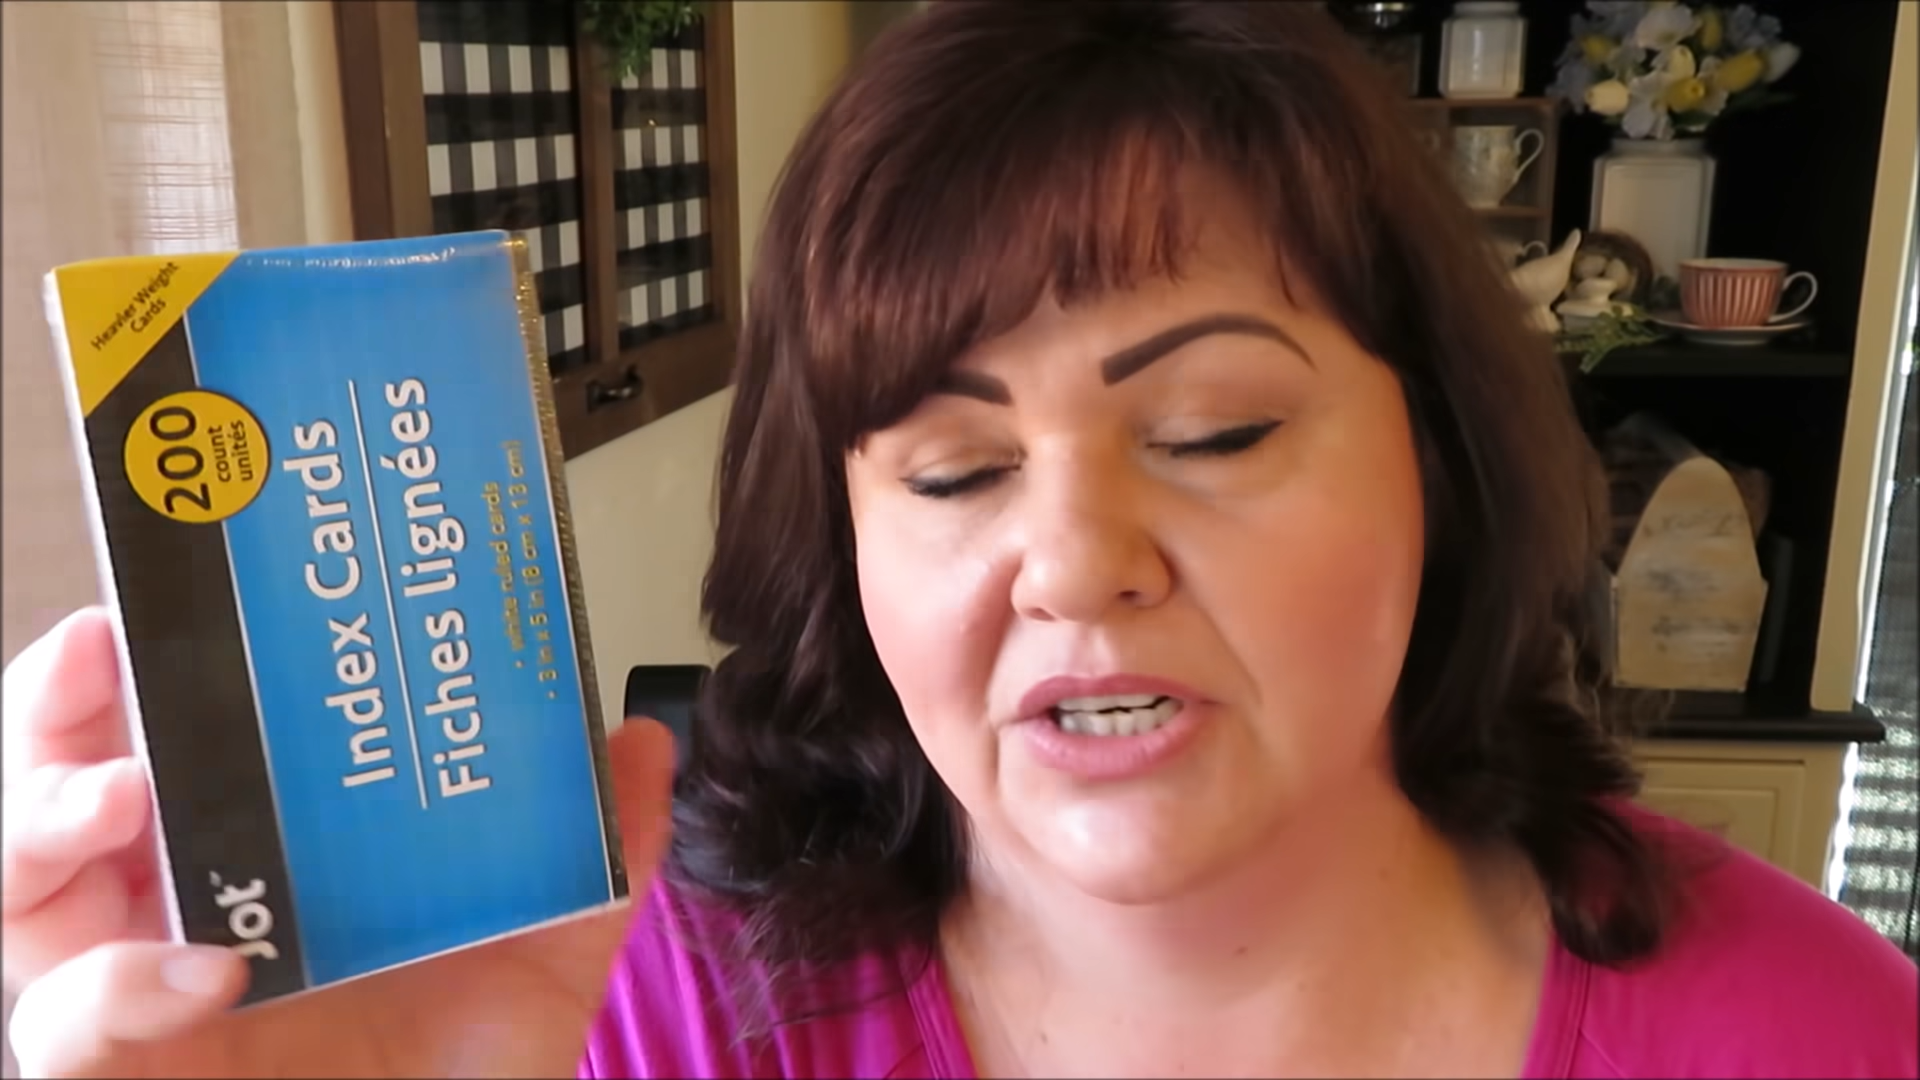 Heavier Weight
Cards
200
count
unités
Index Cards
Fiches lignées
• white ruled cards
• 3 in x 5 in (8 cm x 13 cm)
Jot™